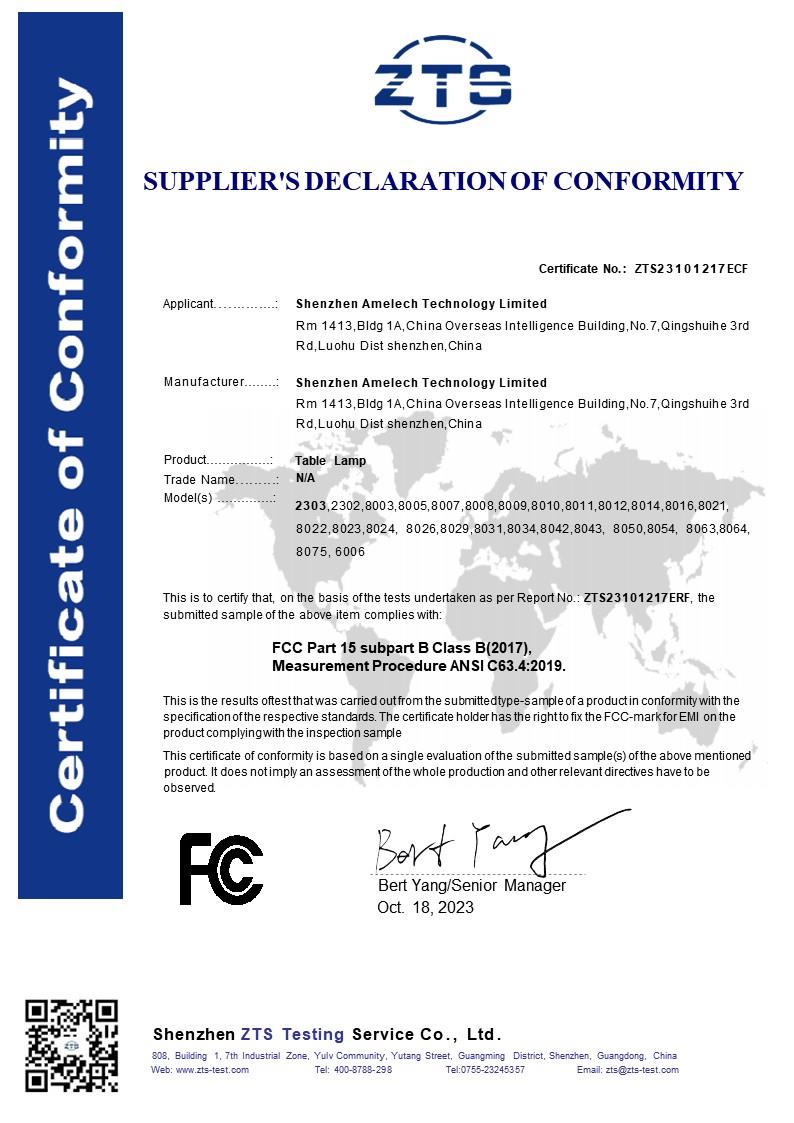 Certificate of Conformity
ZTS
SUPPLIER'S DECLARATION OF CONFORMITY
Certificate No.: ZTS23101217ECF
Applicant.............: Shenzhen Amelech Technology Limited
Rm 1413,Bldg 1A,China Overseas Intelligence Building,No.7,Qingshuihe 3rd
Rd,Luohu Dist shenzhen,China
Manufacturer........: Shenzhen Amelech Technology Limited
Rm 1413,Bldg 1A,China Overseas Intelligence Building,No.7,Qingshuihe 3rd
Rd,Luohu Dist shenzhen,China
Product................: Table Lamp
Trade Name.........: N/A
Model(s) ..............: 2303,2302,8003,8005,8007,8008,8009,8010,8011,8012,8014,8016,8021,
8022,8023,8024, 8026,8029,8031,8034,8042,8043, 8050,8054, 8063,8064,
8075, 6006
This is to certify that, on the basis of the tests undertaken as per Report No.: ZTS23101217ERF, the
submitted sample of the above item complies with:
FCC Part 15 subpart B Class B(2017),
Measurement Procedure ANSI C63.4:2019.
This is the results oftest that was carried out from the submitted type-sample of a product in conformity with the
specification of the respective standards. The certificate holder has the right to fix the FCC-mark for EMI on the
product complying with the inspection sample
This certificate of conformity is based on a single evaluation of the submitted sample(s) of the above mentioned
product. It does not imply an assessment of the whole production and other relevant directives have to be
observed.
FCC
Bert Yang
Bert Yang/Senior Manager
Oct. 18, 2023
ZTS
Shenzhen ZTS Testing Service Co., Ltd.
808, Building 1, 7th Industrial Zone, Yulv Community, Yutang Street, Guangming District, Shenzhen, Guangdong, China
Web: www.zts-test.com Tel: 400-8788-298 Tel:0755-23245357 Email: zts@zts-test.com